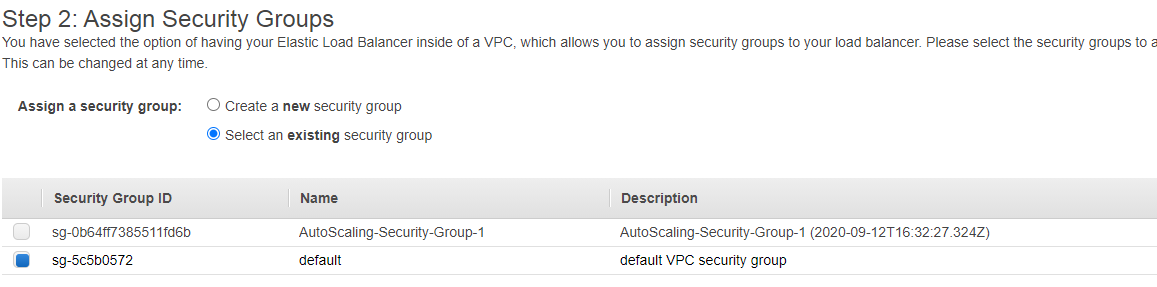 Step 2: Assign Security Groups
You have selected the option of having your Elastic Load Balancer inside of a VPC, which allows you to assign security groups to your load balancer. Please select the security groups to a
This can be changed at any time.
Assign a security group: Create a new security group
Select an existing security group
Security Group ID Name Description
sg-0b64ff7385511fd6b AutoScaling-Security-Group-1 AutoScaling-Security-Group-1 (2020-09-12T16:32:27.324Z)
sg-5c5b0572 default default VPC security group